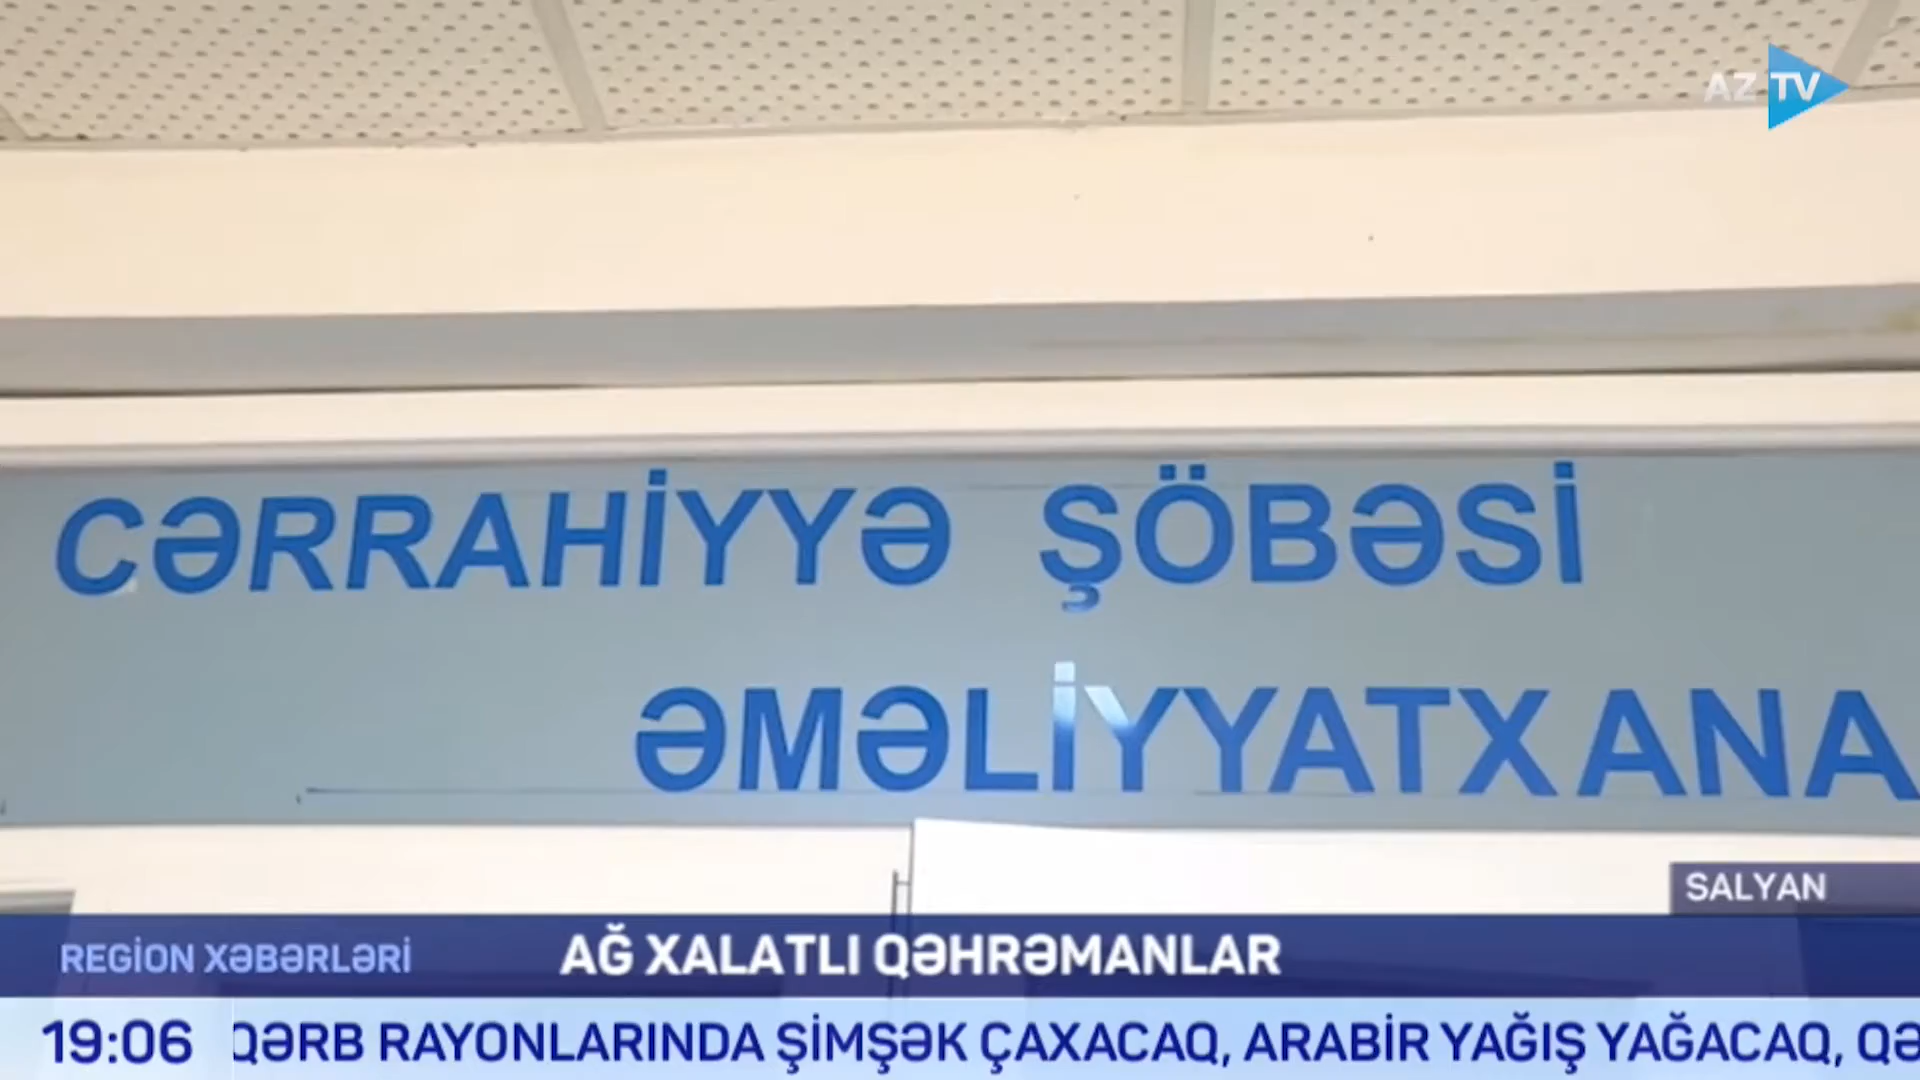 AZ TV
CƏRRAHİYYƏ ŞÖBƏSİ
ƏMƏLİYYATXANA
SALYAN
REGİON XƏBƏRLƏRİ
AĞ XALATLI QƏHRƏMANLAR
19:06 QƏRB RAYONLARINDA ŞİMŞƏK ÇAXACAQ, ARABİR YAĞIŞ YAĞACAQ,